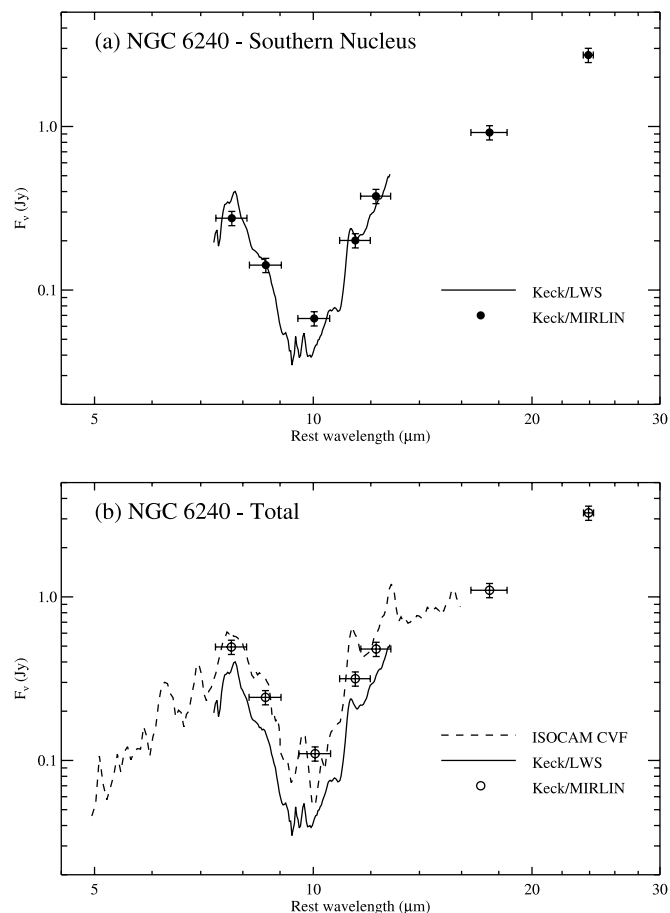 (a) NGC 6240 - Southern Nucleus
1.0
0.1
Fν (Jy)
Keck/LWS
Keck/MIRLIN
5 10 20 30
Rest wavelength (μm)
(b) NGC 6240 - Total
1.0
0.1
Fν (Jy)
ISOCAM CVF
Keck/LWS
Keck/MIRLIN
5 10 20 30
Rest wavelength (μm)